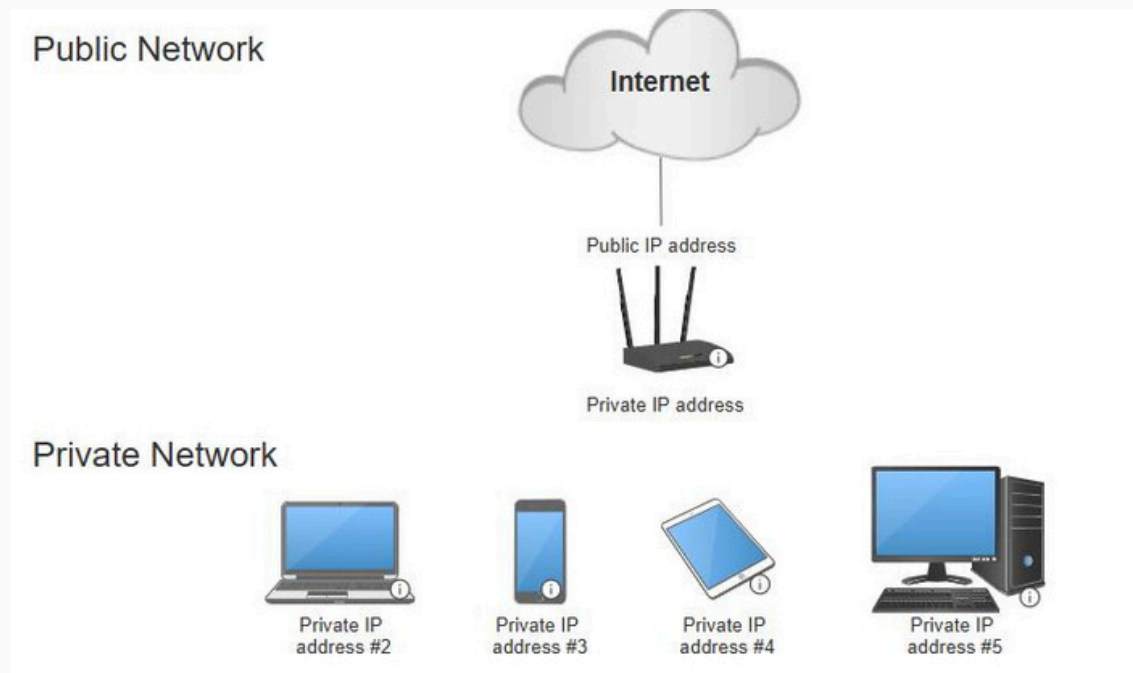 Public Network
Internet
Public IP address
Private IP address
Private Network
Private IP
address #2
Private IP
address #3
Private IP
address #4
Private IP
address #5